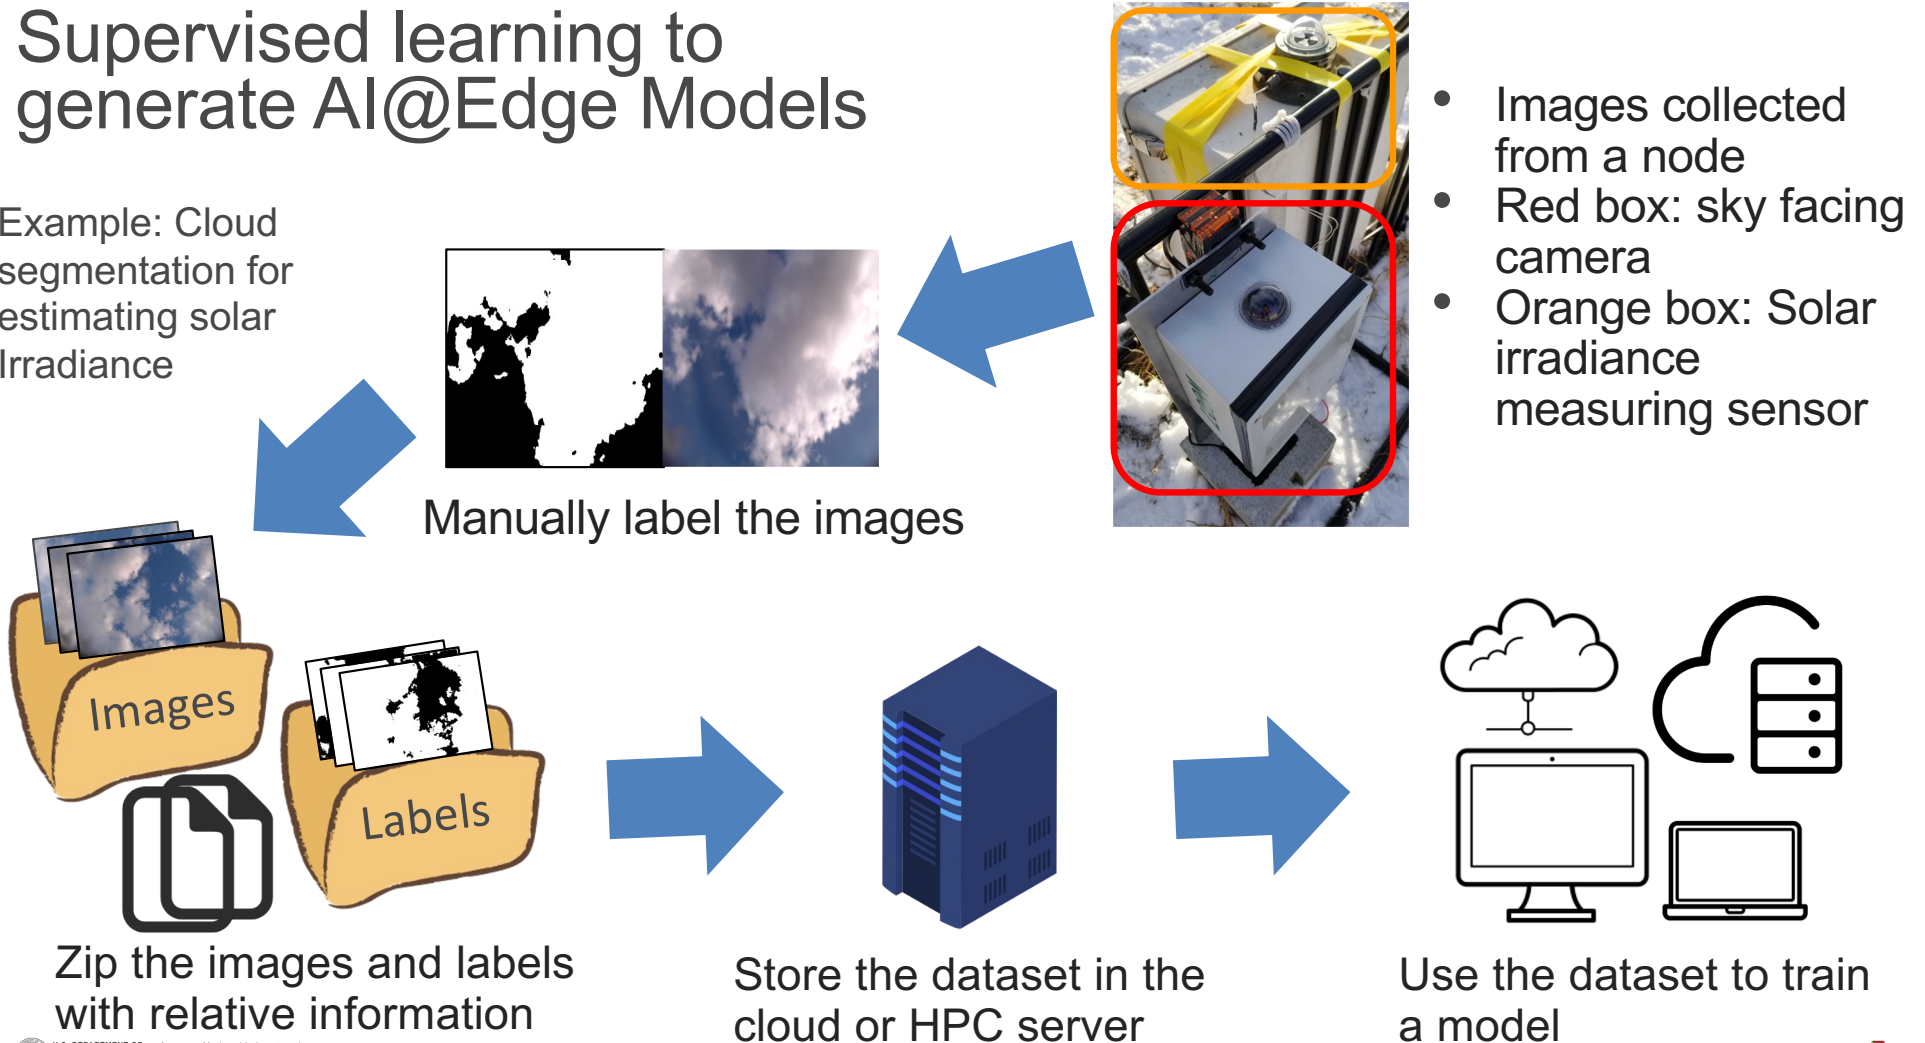 Supervised learning to
generate AI@Edge Models
Example: Cloud
segmentation for
estimating solar
Irradiance
• Images collected
from a node
• Red box: sky facing
camera
• Orange box: Solar
irradiance
measuring sensor
Manually label the images
Images
Labels
Zip the images and labels
with relative information
Store the dataset in the
cloud or HPC server
Use the dataset to train
a model